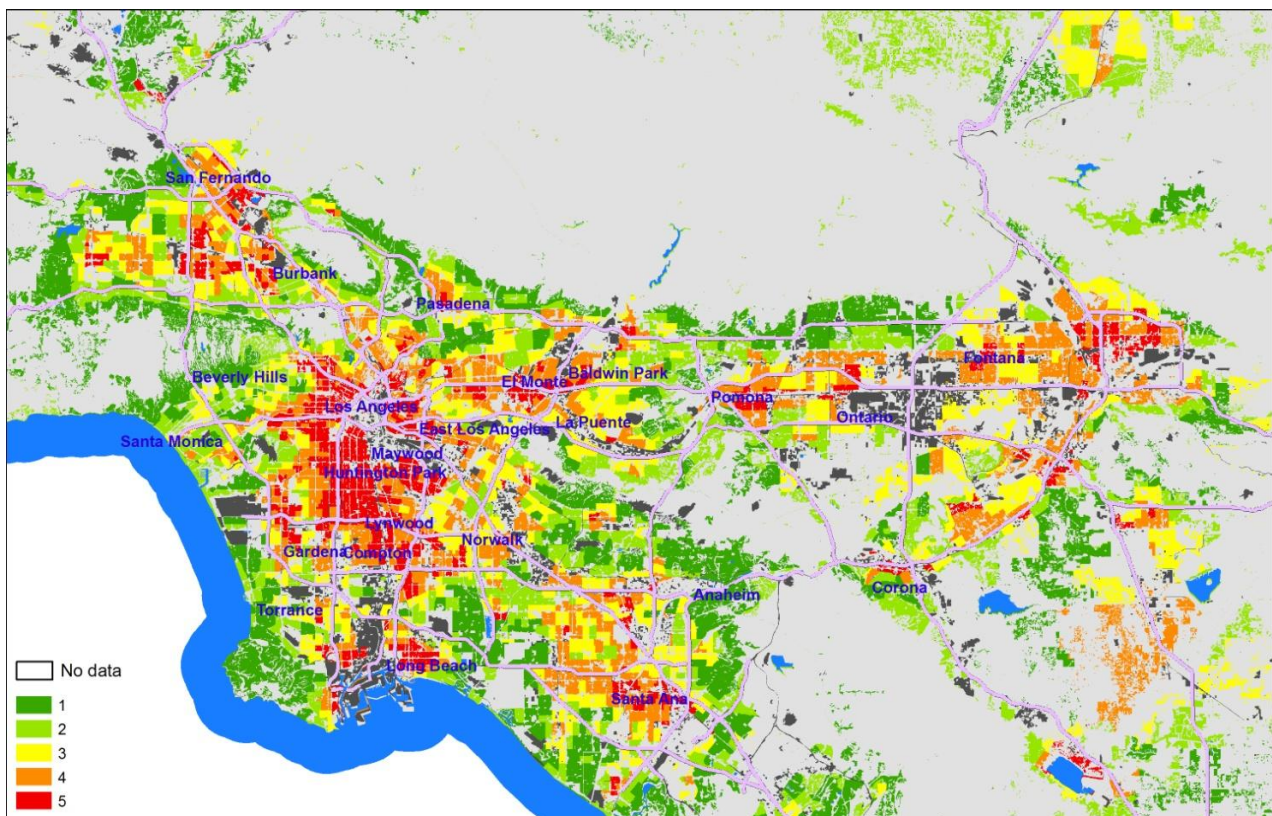 San Fernando
Burbank
Pasadena
Beverly Hills
El Monte
Baldwin Park
Fontana
Pomona
Los Angeles
Ontario
La Puente
East Los Angeles
Santa Monica
Maywood
Huntington Park
Lynwood
Norwalk
Gardena
Compton
Corona
Anaheim
Torrance
Long Beach
Santa Ana
No data
1
2
3
4
5